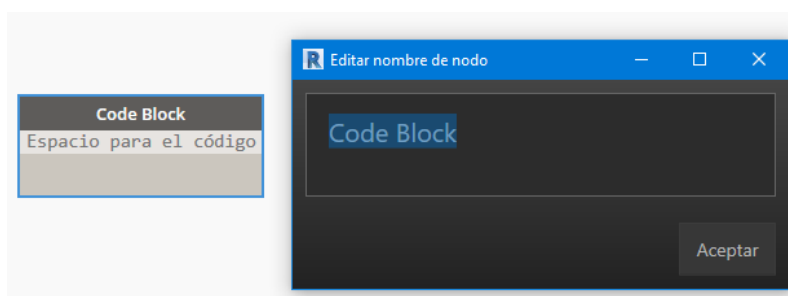 Editar nombre de nodo
Code Block
Espacio para el código
Code Block
Aceptar